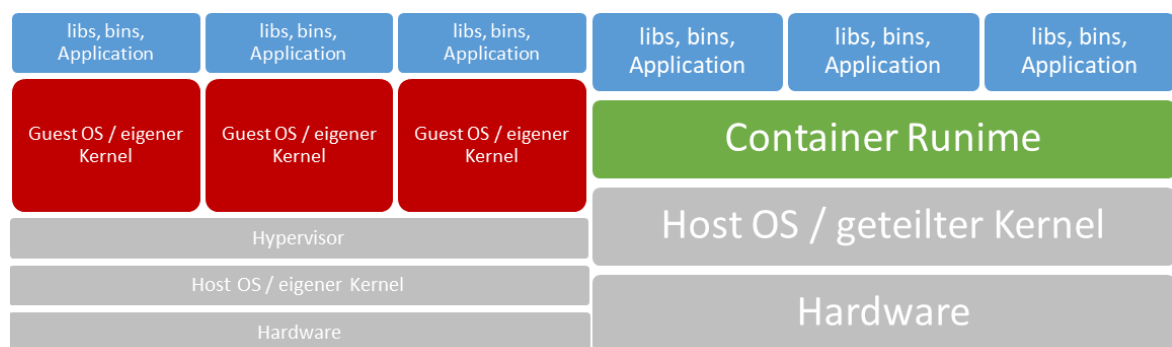 libs, bins,
Application
libs, bins,
Application
libs, bins,
Application
Guest OS / eigener
Kernel
Guest OS / eigener
Kernel
Guest OS / eigener
Kernel
Hypervisor
Host OS / eigener Kernel
Hardware
libs, bins,
Application
libs, bins,
Application
libs, bins,
Application
Container Runime
Host OS / geteilter Kernel
Hardware